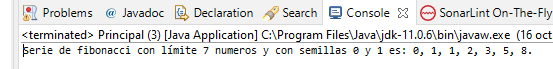 Problems @ Javadoc Declaration Search Console SonarLint On-The-Fly
<terminated> Principal (3) [Java Application] C:\Program Files\Java\jdk-11.0.6\bin\javaw.exe (16 oct
Serie de fibonacci con límite 7 numeros y con semillas 0 y 1 es: 0, 1, 1, 2, 3, 5, 8.